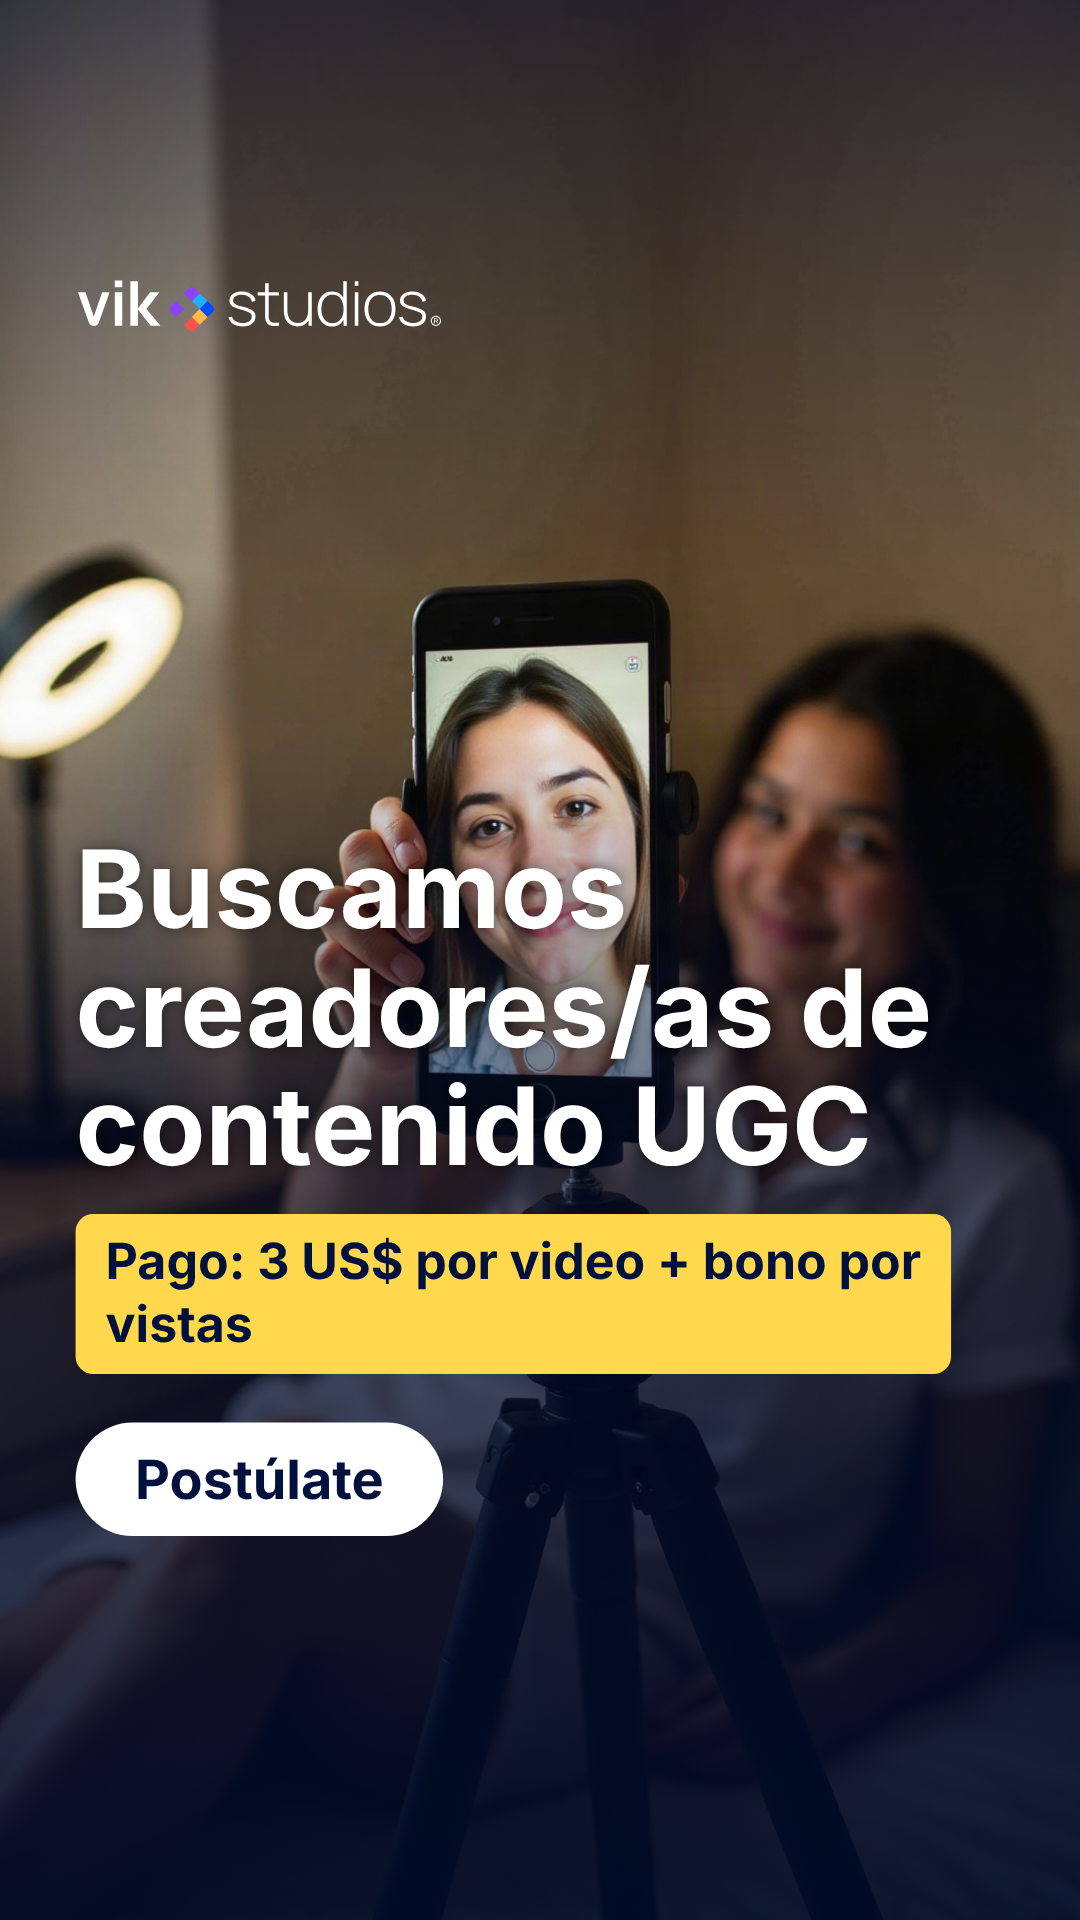 vik studios®
Buscamos
creadores/as de
contenido UGC
Pago: 3 US$ por video + bono por
vistas
Postúlate